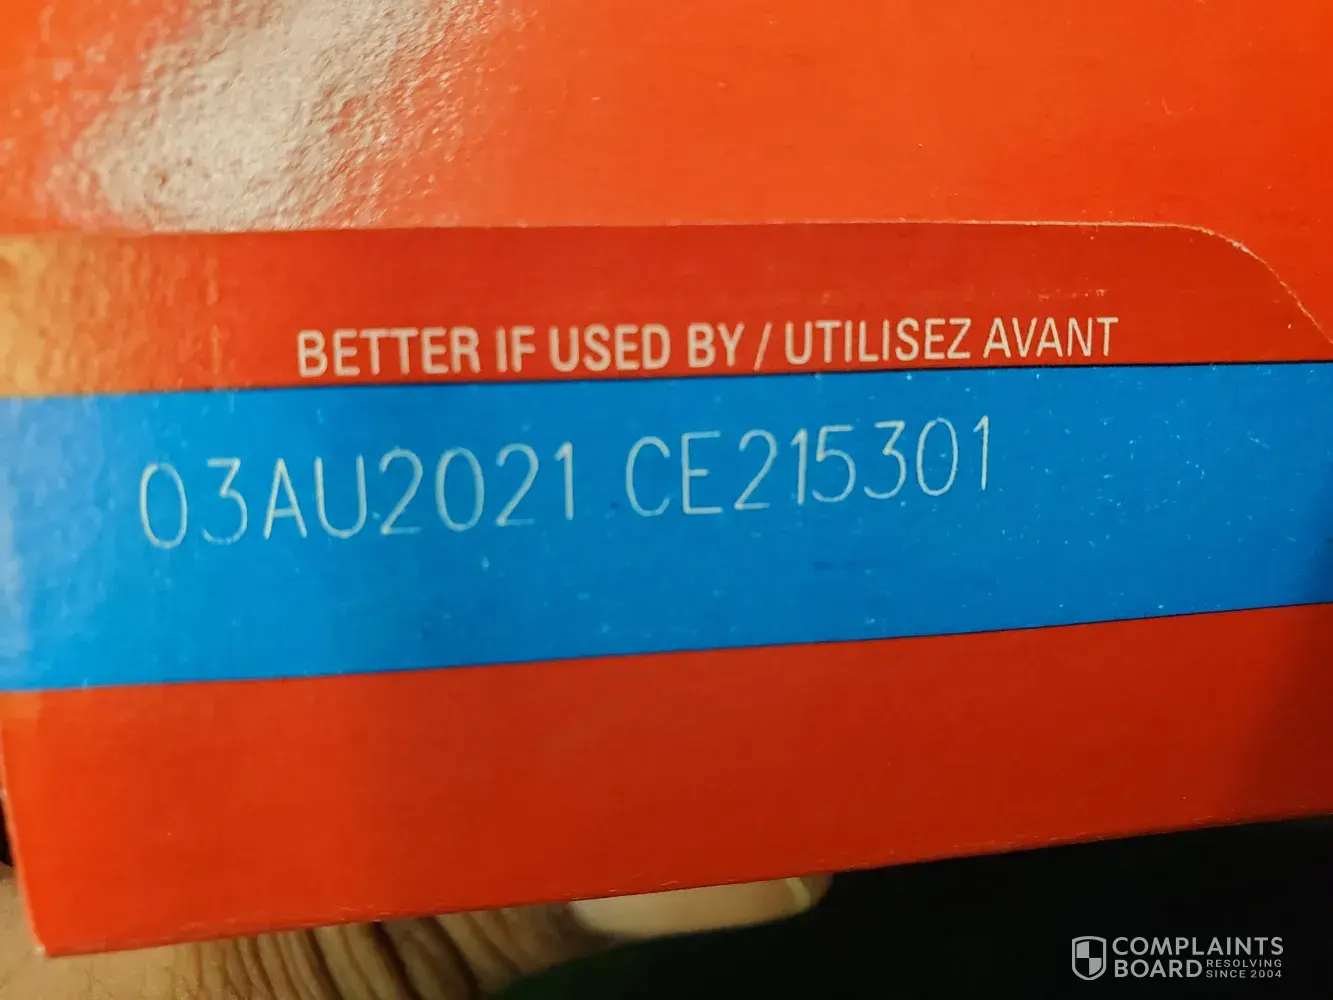 BETTER IF USED BY / UTILISEZ AVANT
03AU2021 CE215301
COMPLAINTS
BOARD RESOLVING
SINCE 2004